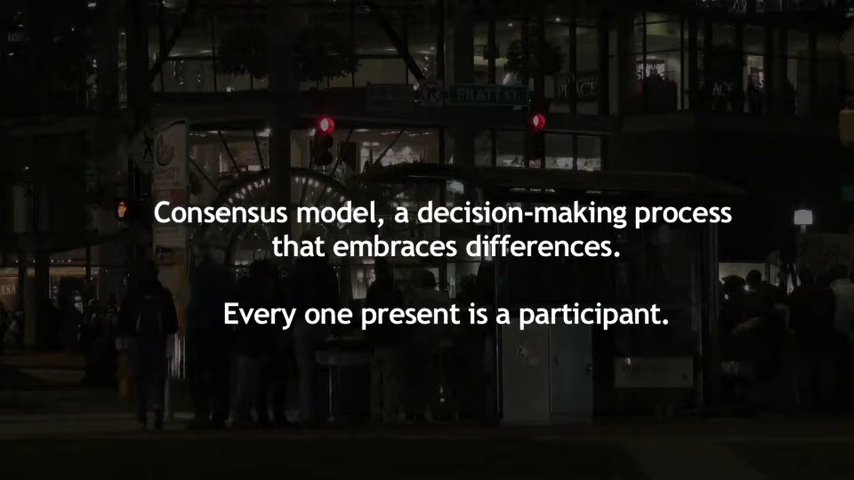 PRATT ST
Consensus model, a decision-making process
that embraces differences.
Every one present is a participant.